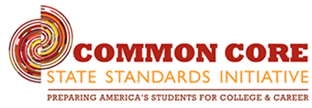 COMMON CORE
STATE STANDARDS INITIATIVE
PREPARING AMERICA'S STUDENTS FOR COLLEGE & CAREER